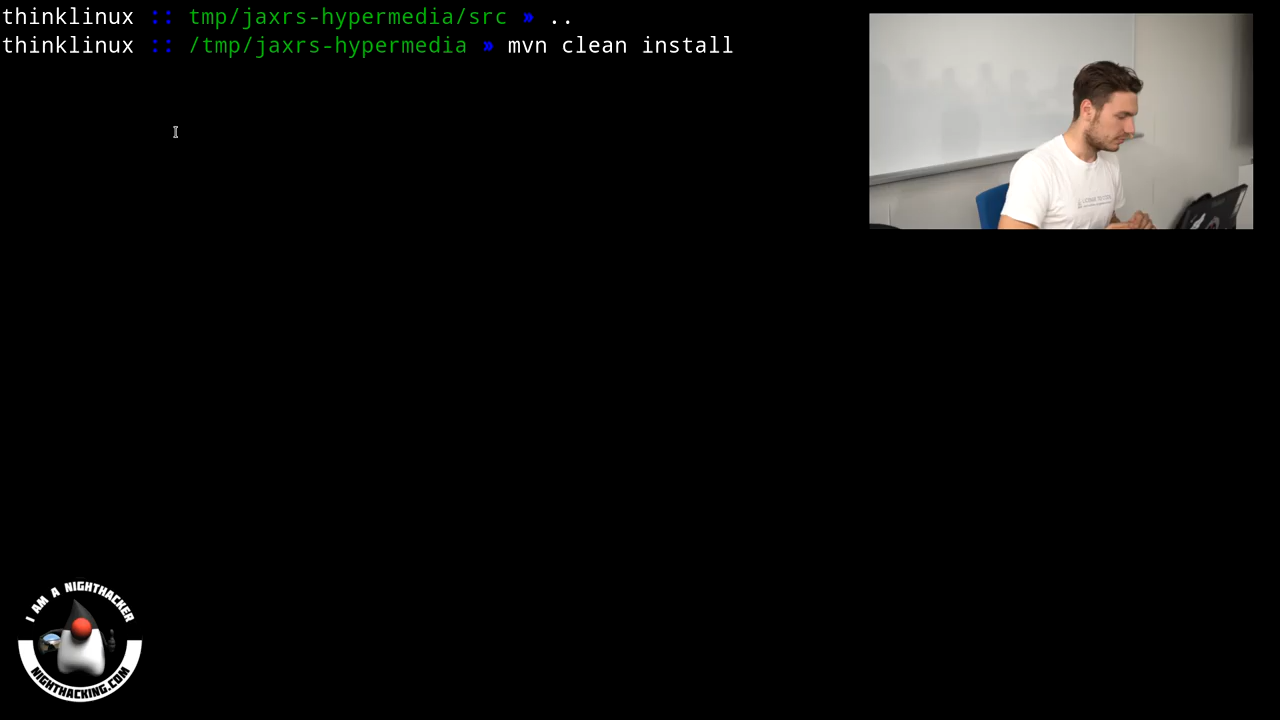 thinklinux :: tmp/jaxrs-hypermedia/src » ..
thinklinux :: /tmp/jaxrs-hypermedia » mvn clean install
I AM A NIGHTHACKER
NIGHTHACKING.COM